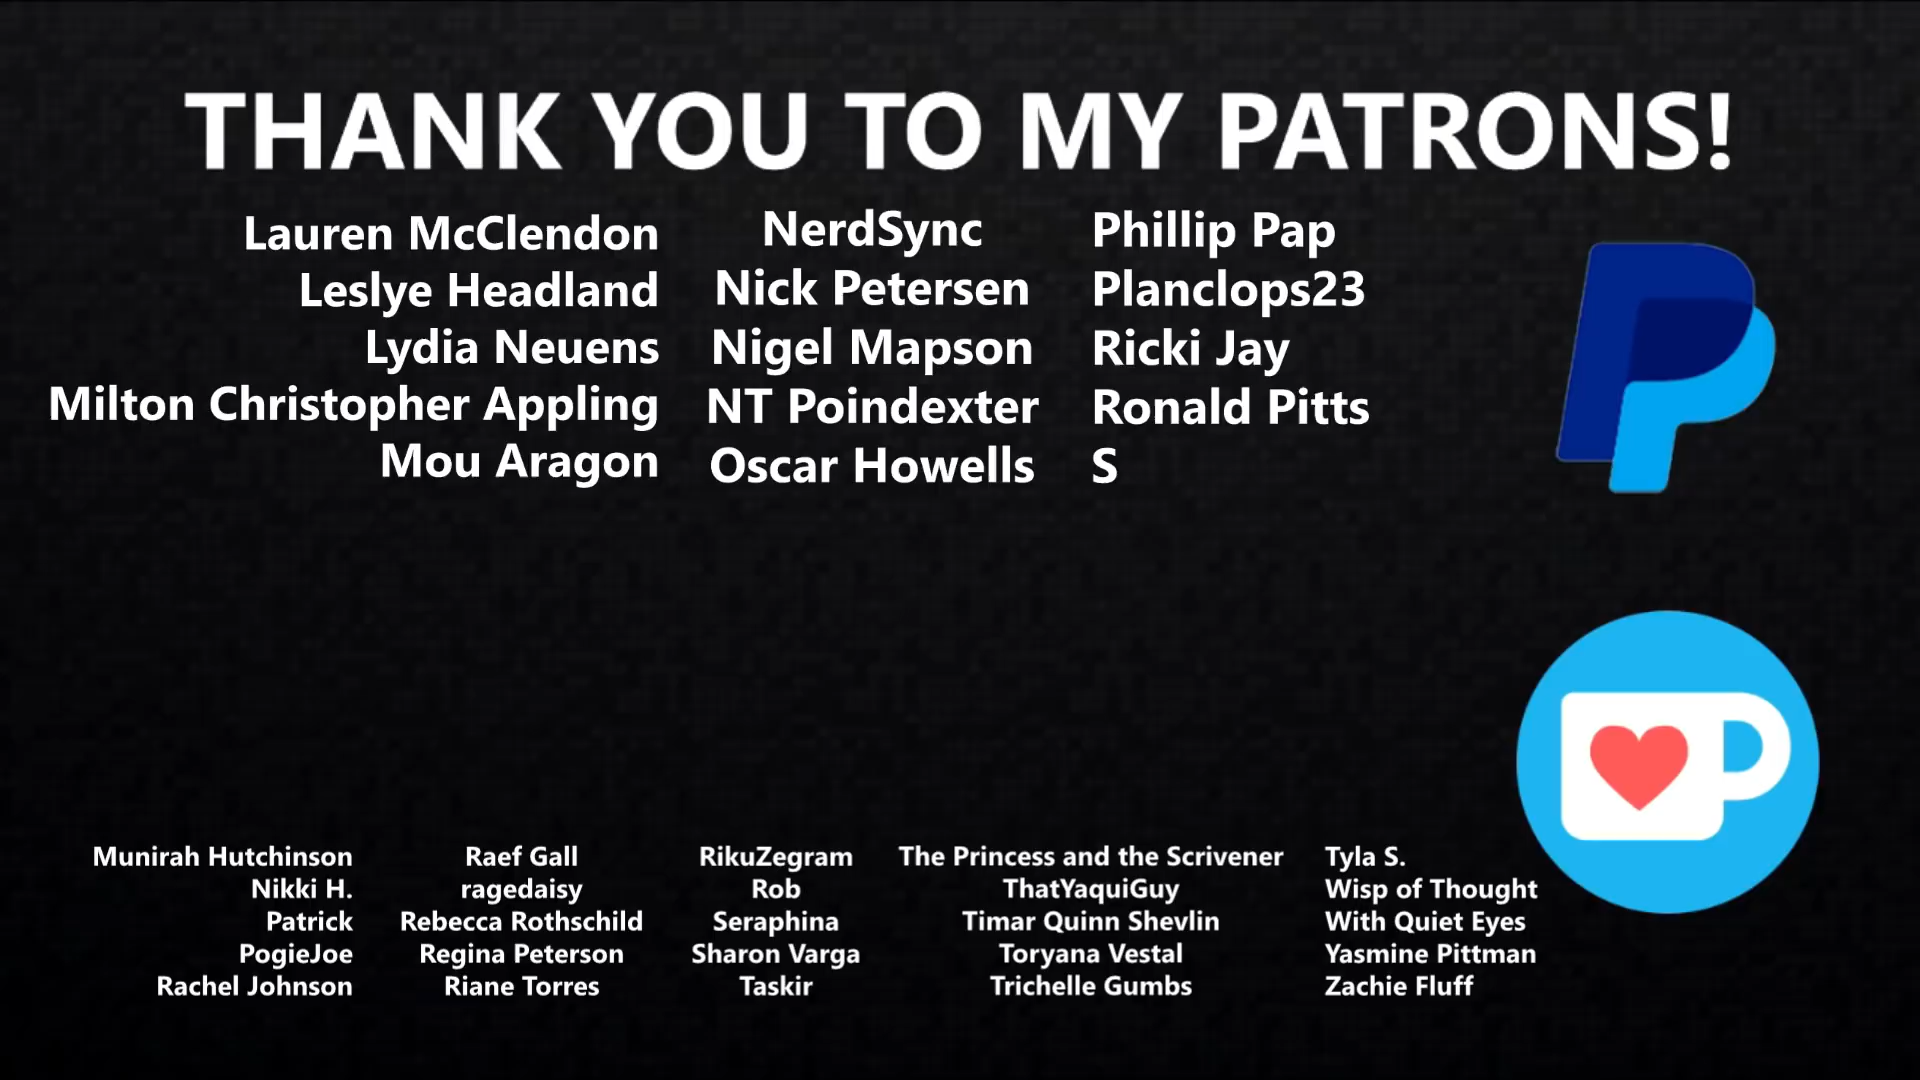 THANK YOU TO MY PATRONS!
Lauren McClendon
Leslye Headland
Lydia Neuens
Milton Christopher Appling
Mou Aragon
NerdSync
Nick Petersen
Nigel Mapson
NT Poindexter
Oscar Howells
Phillip Pap
Planclops23
Ricki Jay
Ronald Pitts
S
Munirah Hutchinson
Nikki H.
Patrick
PogieJoe
Rachel Johnson
Raef Gall
ragedaisy
Rebecca Rothschild
Regina Peterson
Riane Torres
RikuZegram
Rob
Seraphina
Sharon Varga
Taskir
The Princess and the Scrivener
ThatYaquiGuy
Timar Quinn Shevlin
Toryana Vestal
Trichelle Gumbs
Tyla S.
Wisp of Thought
With Quiet Eyes
Yasmine Pittman
Zachie Fluff